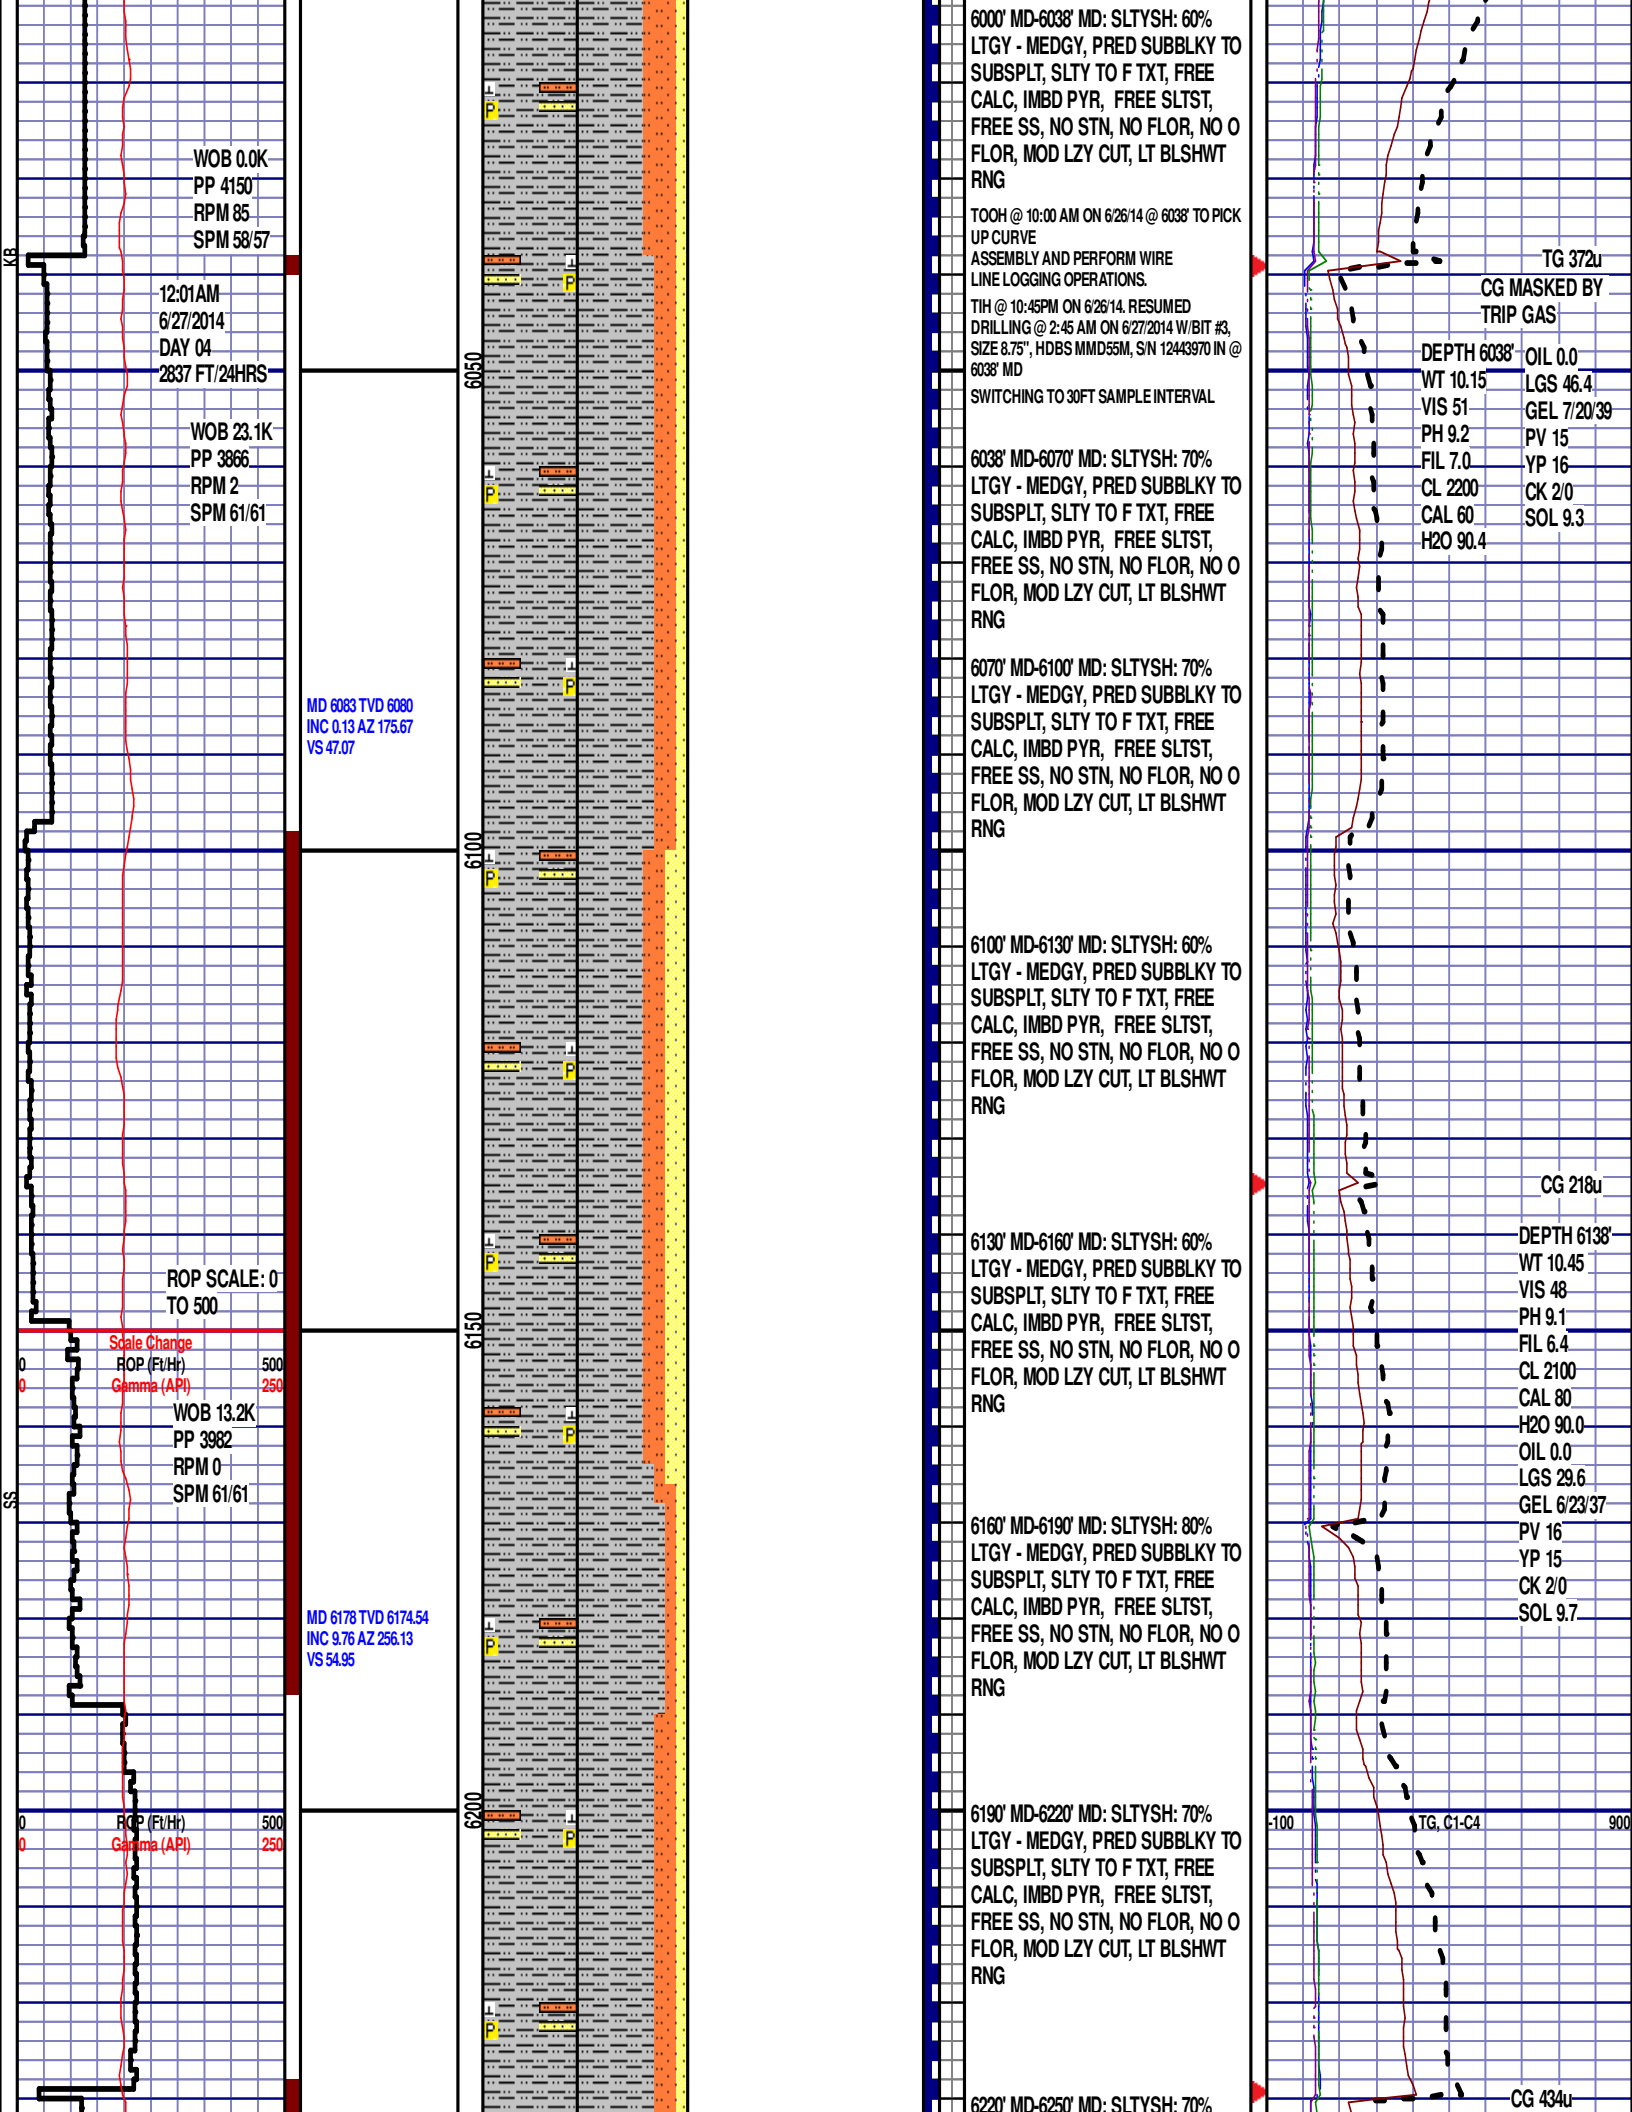 KB
WOB 0.0K
PP 4150
RPM 85
SPM 58/57
12:01AM
6/27/2014
DAY 04
2837 FT/24HRS
WOB 23.1K
PP 3866
RPM 2
SPM 61/61
ROP SCALE: 0
TO 500
Scale Change
0 ROP (Ft/Hr) 500
0 Gamma (API) 250
WOB 13.2K
PP 3982
RPM 0
SPM 61/61
SS
0 ROP (Ft/Hr) 500
0 Gamma (API) 250
MD 6083 TVD 6080
INC 0.13 AZ 175.67
VS 47.07
MD 6178 TVD 6174.54
INC 9.76 AZ 256.13
VS 54.95
6050
6100
6150
6200
P
P
P
P
P
P
P
P
P
P
P
6000' MD-6038' MD: SLTYSH: 60%
LTGY - MEDGY, PRED SUBBLKY TO
SUBSPLT, SLTY TO F TXT, FREE
CALC, IMBD PYR, FREE SLTST,
FREE SS, NO STN, NO FLOR, NO O
FLOR, MOD LZY CUT, LT BLSHWT
RNG
TOOH @ 10:00 AM ON 6/26/14 @ 6038' TO PICK
UP CURVE
ASSEMBLY AND PERFORM WIRE
LINE LOGGING OPERATIONS.
TIH @ 10:45PM ON 6/26/14. RESUMED
DRILLING @ 2:45 AM ON 6/27/2014 W/BIT #3,
SIZE 8.75", HDBS MMD55M, S/N 12443970 IN @
6038' MD
SWITCHING TO 30FT SAMPLE INTERVAL
6038' MD-6070' MD: SLTYSH: 70%
LTGY - MEDGY, PRED SUBBLKY TO
SUBSPLT, SLTY TO F TXT, FREE
CALC, IMBD PYR, FREE SLTST,
FREE SS, NO STN, NO FLOR, NO O
FLOR, MOD LZY CUT, LT BLSHWT
RNG
6070' MD-6100' MD: SLTYSH: 70%
LTGY - MEDGY, PRED SUBBLKY TO
SUBSPLT, SLTY TO F TXT, FREE
CALC, IMBD PYR, FREE SLTST,
FREE SS, NO STN, NO FLOR, NO O
FLOR, MOD LZY CUT, LT BLSHWT
RNG
6100' MD-6130' MD: SLTYSH: 60%
LTGY - MEDGY, PRED SUBBLKY TO
SUBSPLT, SLTY TO F TXT, FREE
CALC, IMBD PYR, FREE SLTST,
FREE SS, NO STN, NO FLOR, NO O
FLOR, MOD LZY CUT, LT BLSHWT
RNG
6130' MD-6160' MD: SLTYSH: 60%
LTGY - MEDGY, PRED SUBBLKY TO
SUBSPLT, SLTY TO F TXT, FREE
CALC, IMBD PYR, FREE SLTST,
FREE SS, NO STN, NO FLOR, NO O
FLOR, MOD LZY CUT, LT BLSHWT
RNG
6160' MD-6190' MD: SLTYSH: 80%
LTGY - MEDGY, PRED SUBBLKY TO
SUBSPLT, SLTY TO F TXT, FREE
CALC, IMBD PYR, FREE SLTST,
FREE SS, NO STN, NO FLOR, NO O
FLOR, MOD LZY CUT, LT BLSHWT
RNG
6190' MD-6220' MD: SLTYSH: 70%
LTGY - MEDGY, PRED SUBBLKY TO
SUBSPLT, SLTY TO F TXT, FREE
CALC, IMBD PYR, FREE SLTST,
FREE SS, NO STN, NO FLOR, NO O
FLOR, MOD LZY CUT, LT BLSHWT
RNG
6220' MD-6250' MD: SLTYSH: 70%
TG 372u
CG MASKED BY
TRIP GAS
DEPTH 6038'
WT 10.15
VIS 51
PH 9.2
FIL 7.0
CL 2200
CAL 60
H2O 90.4
OIL 0.0
LGS 46.4
GEL 7/20/39
PV 15
YP 16
CK 2/0
SOL 9.3
CG 218u
DEPTH 6138'
WT 10.45
VIS 48
PH 9.1
FIL 6.4
CL 2100
CAL 80
H2O 90.0
OIL 0.0
LGS 29.6
GEL 6/23/37
PV 16
YP 15
CK 2/0
SOL 9.7
-100 TG, C1-C4 900
CG 434u